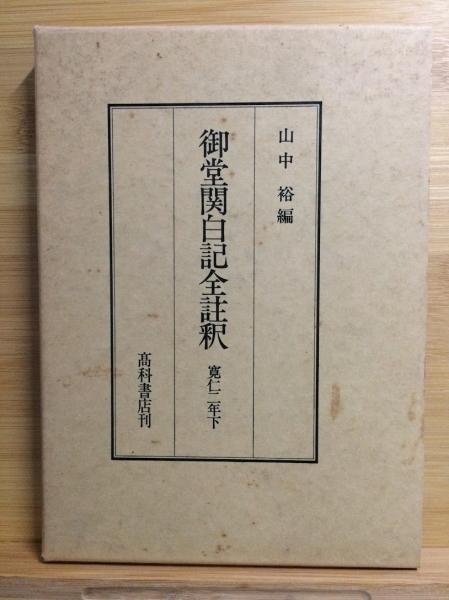 山中裕編
御堂関白記全註釈 寛仁二年下
髙科書店刊